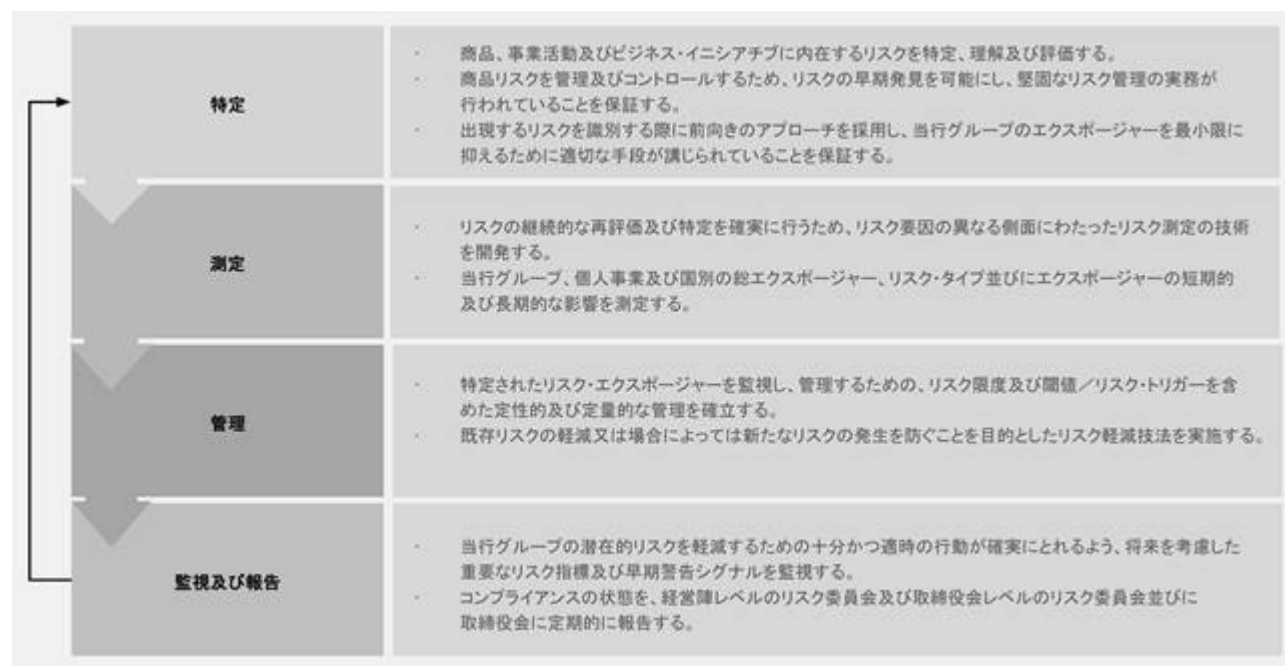 特定
・ 商品、事業活動及びビジネス・イニシアチブに内在するリスクを特定、理解及び評価する。
・ 商品リスクを管理及びコントロールするため、リスクの早期発見を可能にし、堅固なリスク管理の実務が
行われていることを保証する。
・ 出現するリスクを識別する際に前向きのアプローチを採用し、当行グループのエクスポージャーを最小限に
抑えるために適切な手段が講じられていることを保証する。
測定
・ リスクの継続的な再評価及び特定を確実に行うため、リスク要因の異なる側面にわたったリスク測定の技術
を開発する。
・ 当行グループ、個人事業及び国別の総エクスポージャー、リスク・タイプ並びにエクスポージャーの短期的
及び長期的な影響を測定する。
管理
・ 特定されたリスク・エクスポージャーを監視し、管理するための、リスク限度及び閾値／リスク・トリガーを含
めた定性的及び定量的な管理を確立する。
・ 既存リスクの軽減又は場合によっては新たなリスクの発生を防ぐことを目的としたリスク軽減技法を実施する。
監視及び報告
・ 当行グループの潜在的リスクを軽減するための十分かつ適時の行動が確実にとれるよう、将来を考慮した
重要なリスク指標及び早期警告シグナルを監視する。
・ コンプライアンスの状態を、経営陣レベルのリスク委員会及び取締役会レベルのリスク委員会並びに
取締役会に定期的に報告する。